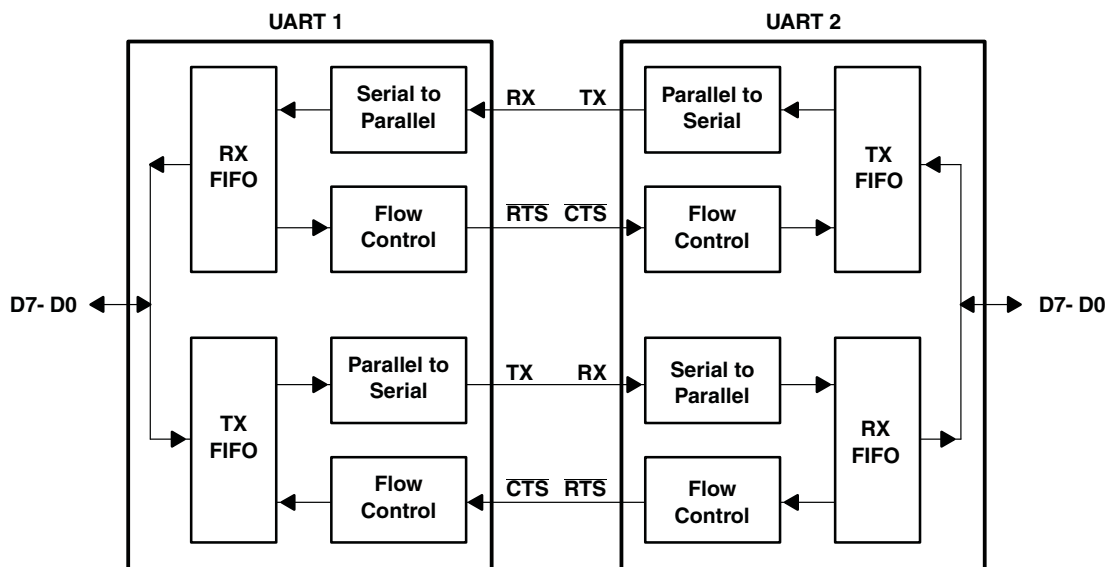 UART 1
UART 2
Serial to
Parallel
RX
TX
Parallel to
Serial
RX
FIFO
TX
FIFO
Flow
Control
RTS
CTS
Flow
Control
D7- D0
D7- D0
Parallel to
Serial
TX
RX
Serial to
Parallel
TX
FIFO
RX
FIFO
Flow
Control
CTS
RTS
Flow
Control